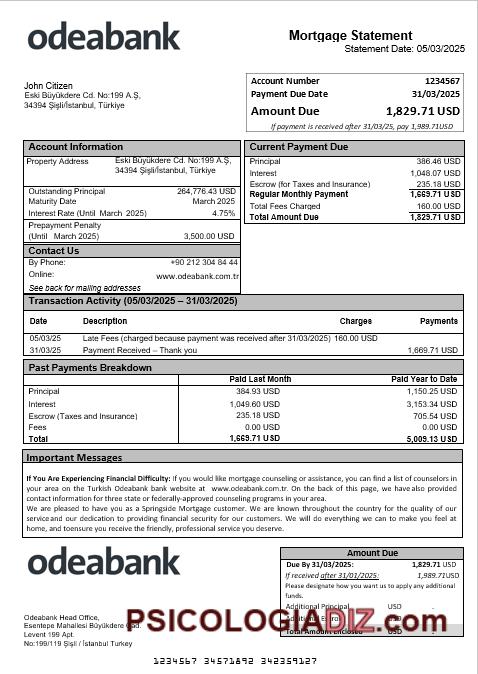 odeabank
Mortgage Statement
Statement Date: 05/03/2025
John Citizen
Eski Büyükdere Cd. No:199 A.Ş,
34394 Şişli/İstanbul, Türkiye
Account Number 1234567
Payment Due Date 31/03/2025
Amount Due 1,829.71 USD
If payment is received after 31/03/25, pay 1,989.71USD
Account Information
Property Address Eski Büyükdere Cd. No:199 A.Ş,
34394 Şişli/İstanbul, Türkiye
Outstanding Principal 264,776.43 USD
Maturity Date March 2025
Interest Rate (Until March 2025) 4.75%
Prepayment Penalty
(Until March 2025) 3,500.00 USD
Contact Us
By Phone: +90 212 304 84 44
Online: www.odeabank.com.tr
See back for mailing addresses
Current Payment Due
Principal 386.46 USD
Interest 1,048.07 USD
Escrow (for Taxes and Insurance) 235.18 USD
Regular Monthly Payment 1,669.71 USD
Total Fees Charged 160.00 USD
Total Amount Due 1,829.71 USD
Transaction Activity (05/03/2025 – 31/03/2025)
Date Description Charges Payments
05/03/25 Late Fees (charged because payment was received after 31/03/2025) 160.00 USD
31/03/25 Payment Received – Thank you 1,669.71 USD
Past Payments Breakdown
Paid Last Month Paid Year to Date
Principal 384.93 USD 1,150.25 USD
Interest 1,049.60 USD 3,153.34 USD
Escrow (Taxes and Insurance) 235.18 USD 705.54 USD
Fees 0.00 USD 0.00 USD
Total 1,669.71 USD 5,009.13 USD
Important Messages
If You Are Experiencing Financial Difficulty: If you would like mortgage counseling or assistance, you can find a list of counselors in
your area on the Turkish Odeabank bank website at www.odeabank.com.tr. On the back of this page, we have also provided
contact information for three state or federally-approved counseling programs in your area.
We are pleased to have you as a Springside Mortgage customer. We are known throughout the country for the quality of our
service and our dedication to providing financial security for our customers. We will do everything we can to make you feel at
home, and toensure you receive the friendly, professional service you deserve.
odeabank
Odeabank Head Office,
Esentepe Mahallesi Büyükdere Cad.
Levent 199 Apt.
No:199/119 Şişli / İstanbul Turkey
Amount Due
Due By 31/03/2025: 1,829.71 USD
If received after 31/01/2025: 1,989.71USD
Please designate how you want us to apply any additional
funds.
Additional Principal USD -
Total Amount Enclosed USD -
PSICOLOGIADIZ.com
1234567 34571892 342359127